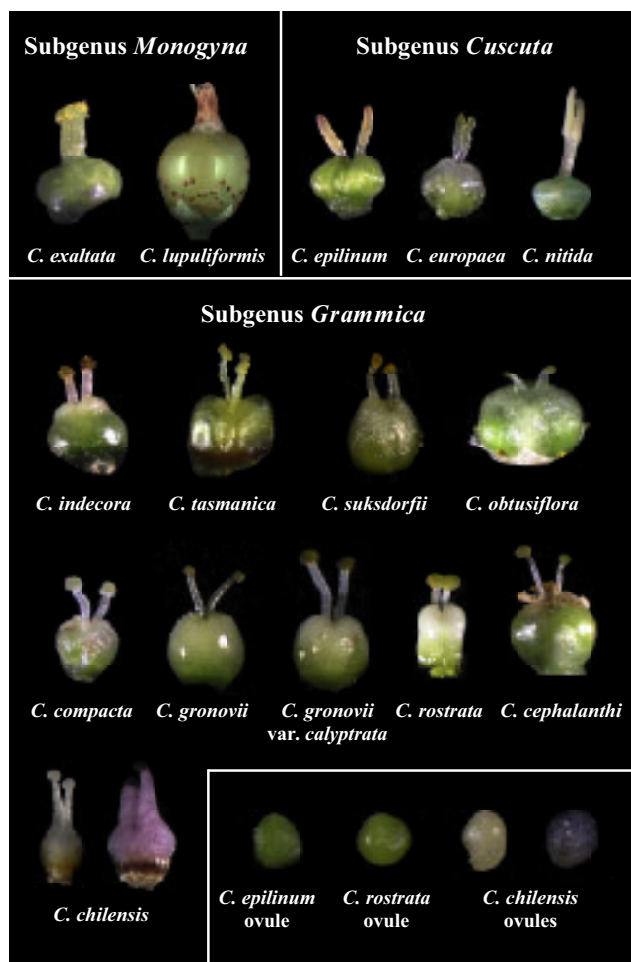 Subgenus Monogyna
Subgenus Cuscuta
C. exaltata
C. lupuliformis
C. epilinum
C. europaea
C. nitida
Subgenus Grammica
C. indecora
C. tasmanica
C. suksdorfii
C. obtusiflora
C. compacta
C. gronovii
C. gronovii
var. calyptrata
C. rostrata
C. cephalanthi
C. chilensis
C. epilinum
ovule
C. rostrata
ovule
C. chilensis
ovules